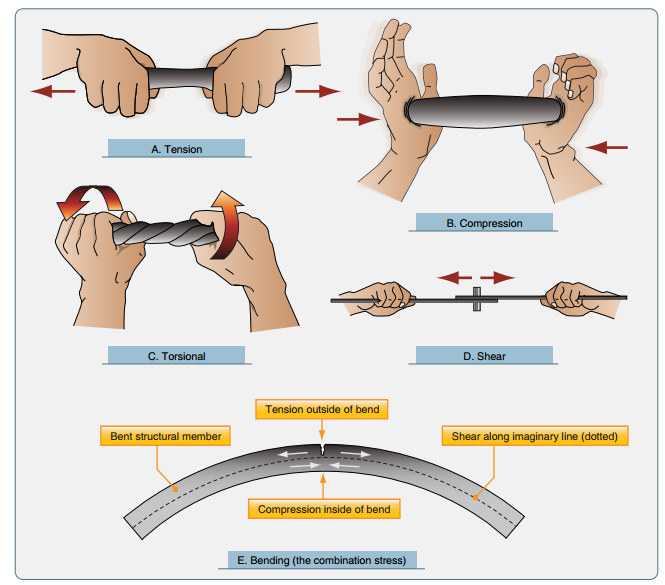 A. Tension
B. Compression
C. Torsional
D. Shear
Tension outside of bend
Bent structural member
Shear along imaginary line (dotted)
Compression inside of bend
E. Bending (the combination stress)